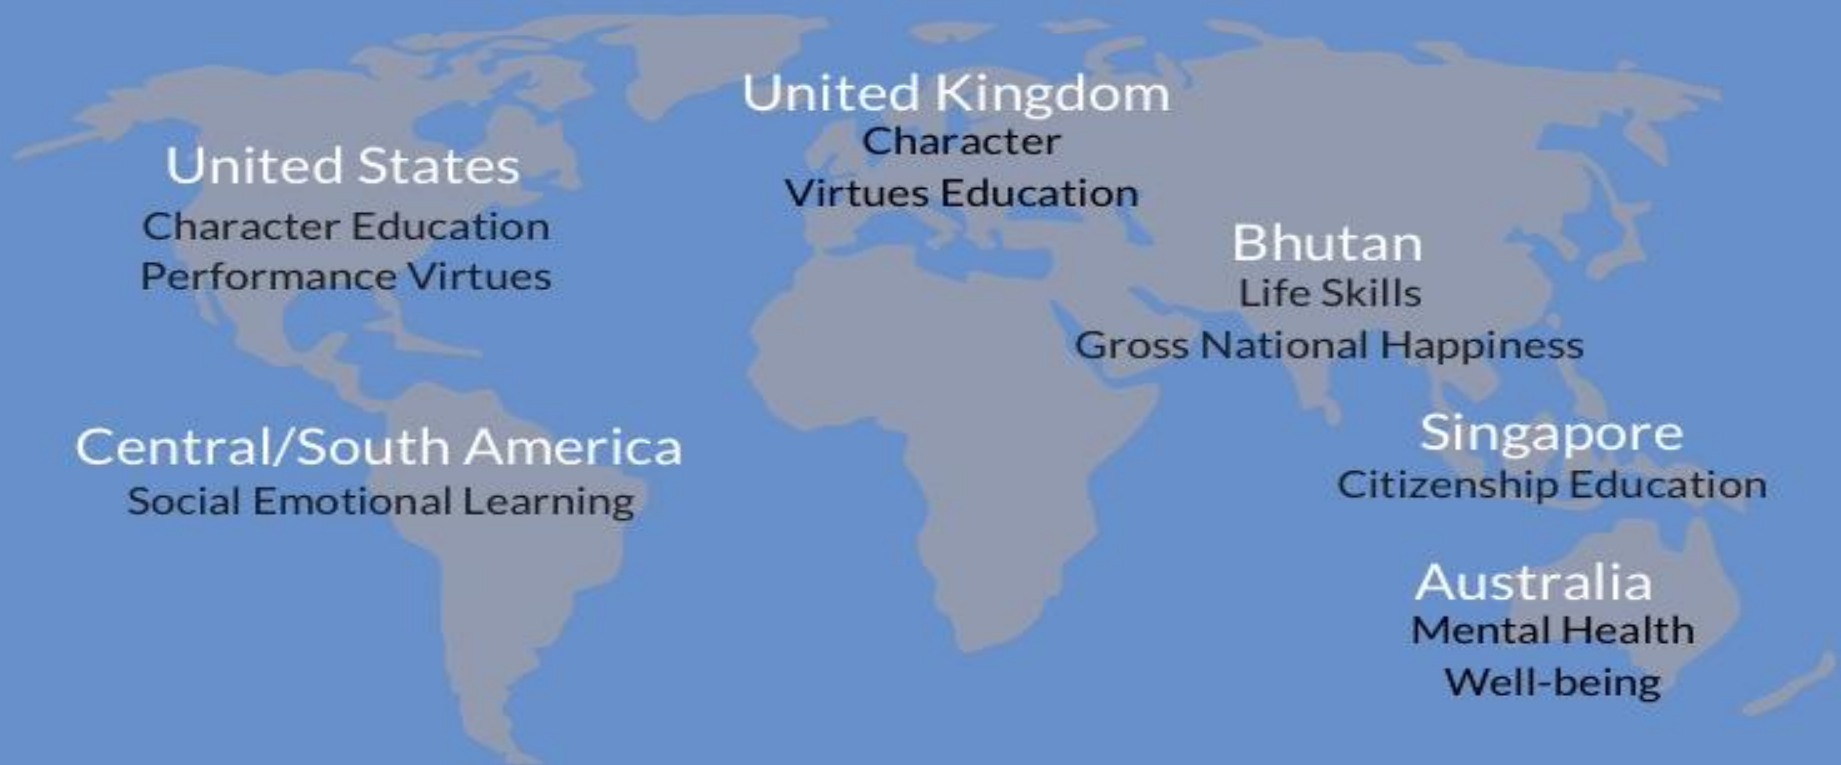 United States
Character Education
Performance Virtues
United Kingdom
Character
Virtues Education
Bhutan
Life Skills
Gross National Happiness
Central/South America
Social Emotional Learning
Singapore
Citizenship Education
Australia
Mental Health
Well-being